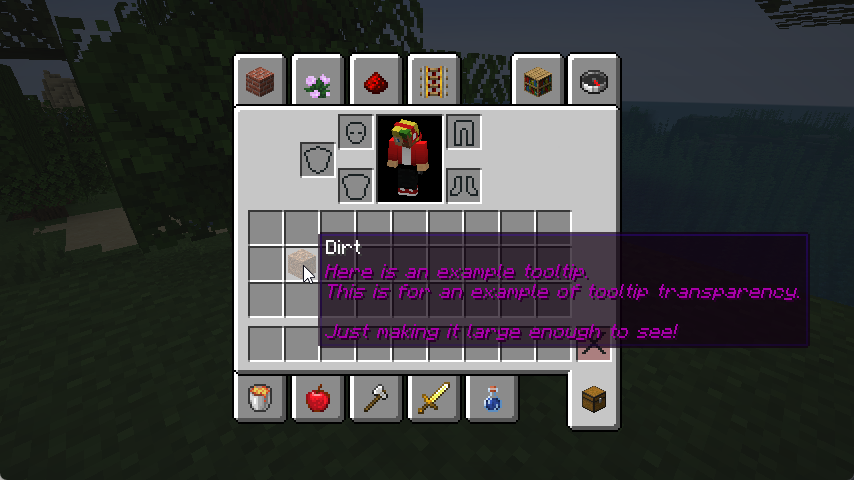 Dirt
Here is an example tooltip.
This is for an example of tooltip transparency.
Just making it large enough to see!